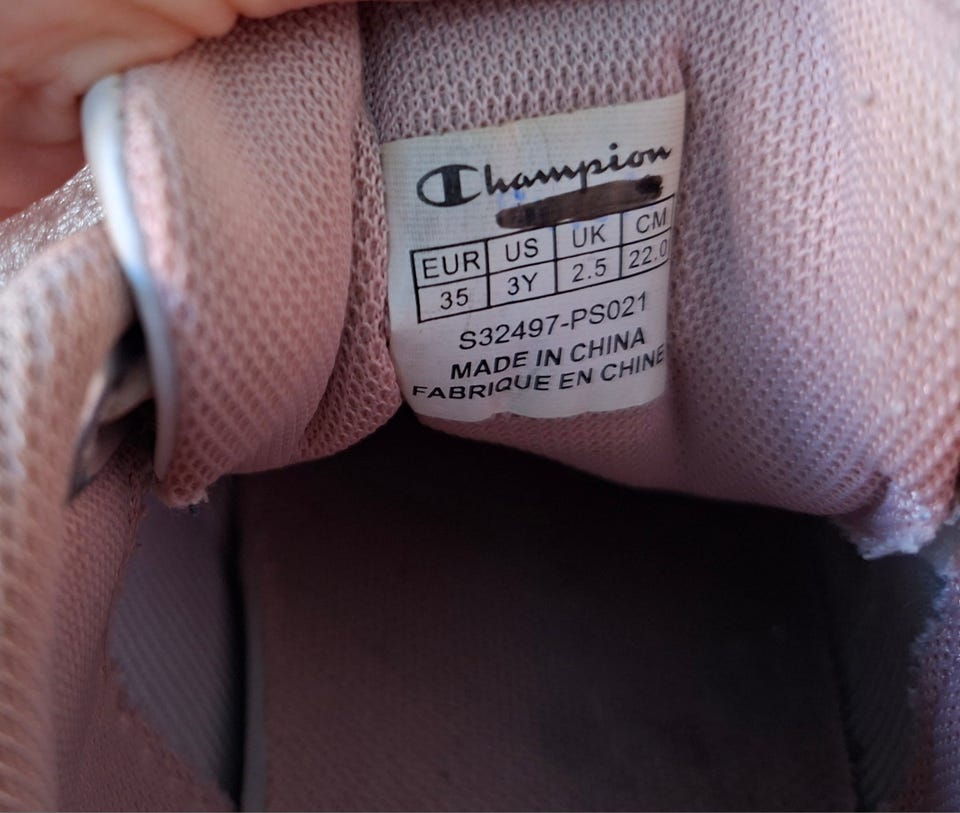 Champion
EUR US UK CM
35 3Y 2.5 22.0
S32497-PS021
MADE IN CHINA
FABRIQUE EN CHINE